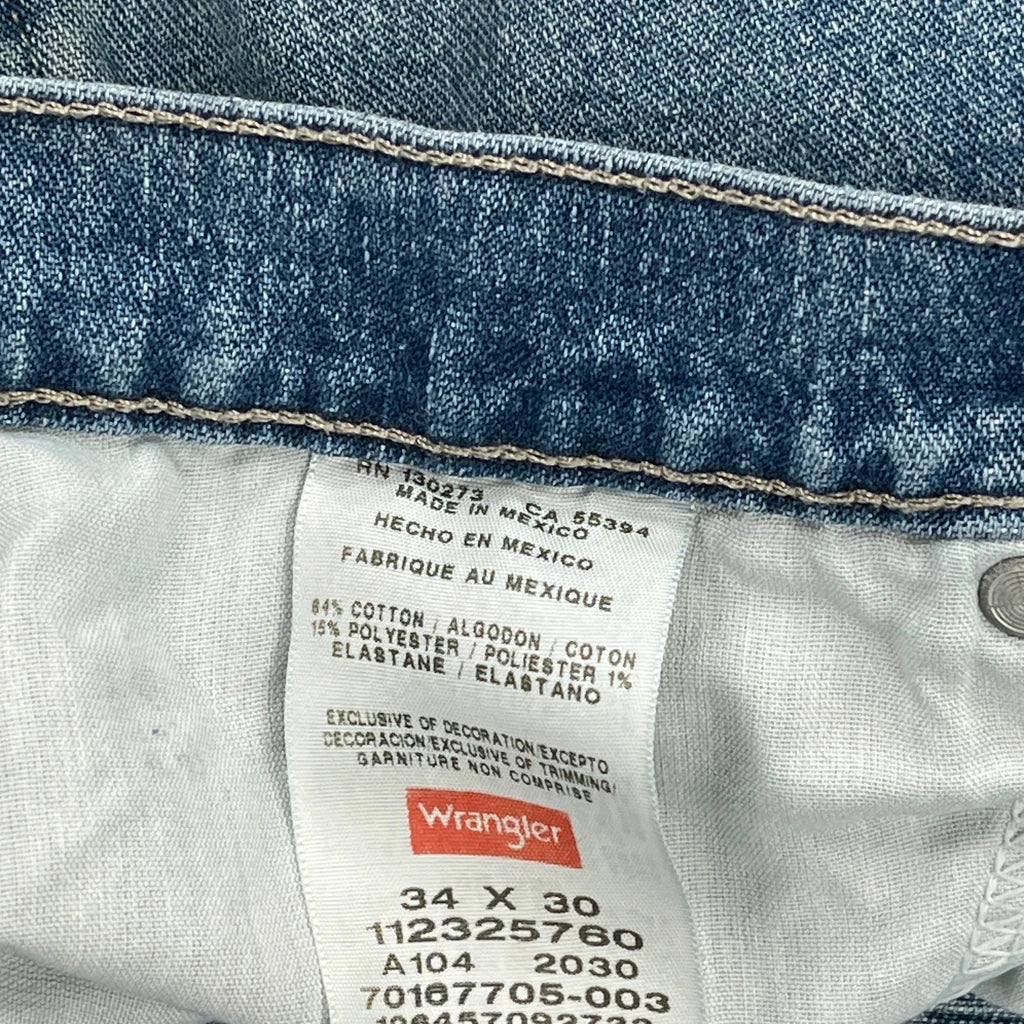 RN 130273 CA 55394
MADE IN MEXICO
HECHO EN MEXICO
FABRIQUE AU MEXIQUE
84% COTTON / ALGODON / COTON
15% POLYESTER / POLIESTER 1%
ELASTANE / ELASTANO
EXCLUSIVE OF DECORATION/EXCEPTO
DECORACION/EXCLUSIVE OF TRIMMING/
GARNITURE NON COMPRISE
Wrangler
34 X 30
112325760
A104 2030
70167705-003